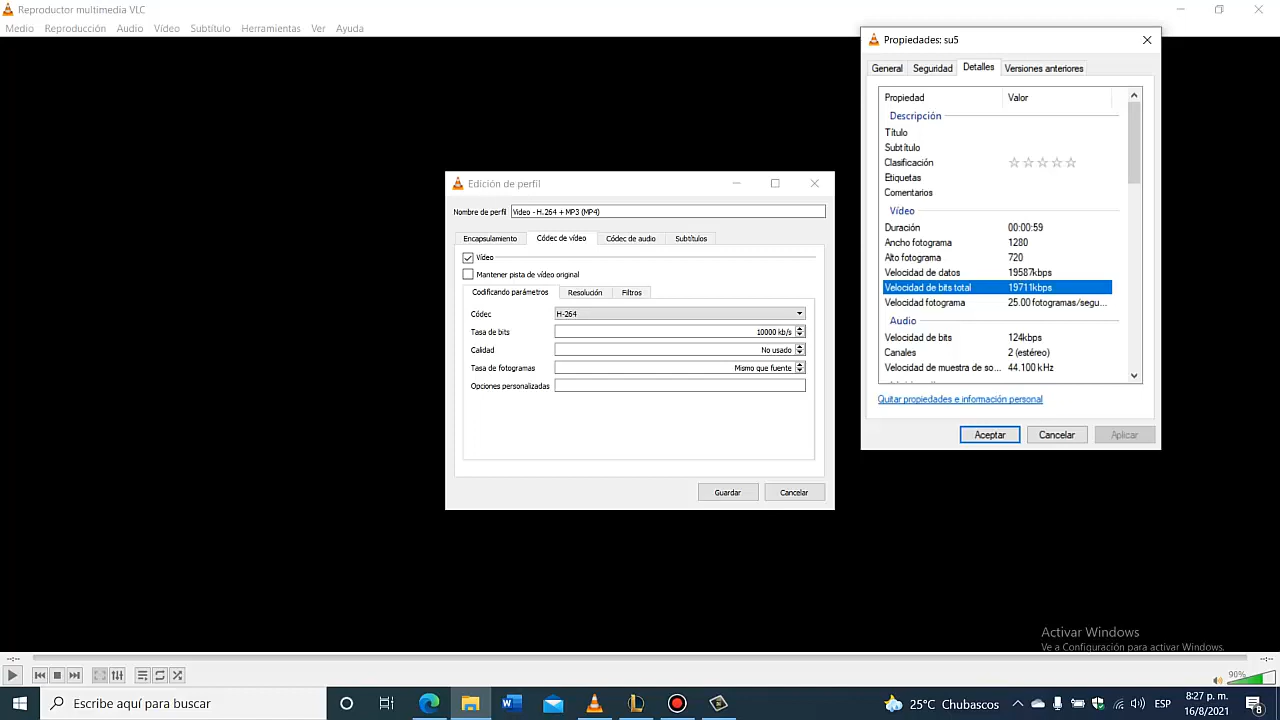 Reproductor multimedia VLC
Medio Reproducción Audio Vídeo Subtítulo Herramientas Ver Ayuda
Propiedades: su5
General Seguridad Detalles Versiones anteriores
Propiedad Valor
Descripción
Título
Subtítulo
Clasificación
Etiquetas
Comentarios
Vídeo
Duración 00:00:59
Ancho fotograma 1280
Alto fotograma 720
Velocidad de datos 19587kbps
Velocidad de bits total 19711kbps
Velocidad fotograma 25.00 fotogramas/segu...
Audio
Velocidad de bits 124kbps
Canales 2 (estéreo)
Velocidad de muestra de so... 44.100 kHz
Quitar propiedades e información personal
Aceptar Cancelar Aplicar
Edición de perfil
Nombre de perfil Video - H.264 + MP3 (MP4)
Encapsulamiento Códec de vídeo Códec de audio Subtítulos
Vídeo
Mantener pista de vídeo original
Codificando parámetros Resolución Filtros
Códec H-264
Tasa de bits 10000 kb/s
Calidad No usado
Tasa de fotogramas Mismo que fuente
Opciones personalizadas
Guardar Cancelar
Activar Windows
Ve a Configuración para activar Windows.
--:-- --:--
90%
Escribe aquí para buscar
25°C Chubascos
ESP
8:27 p. m.
16/8/2021
8